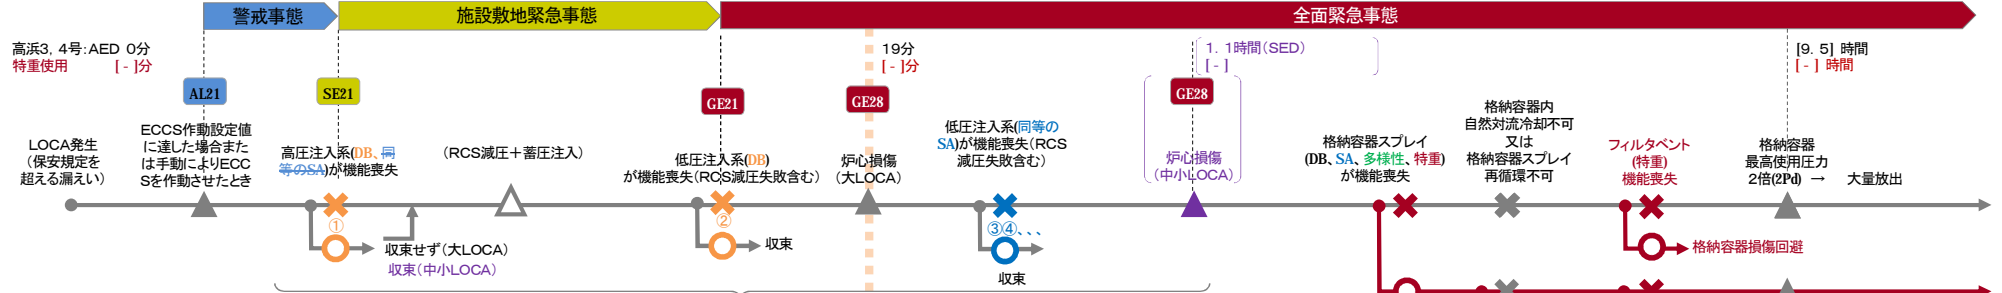 警戒事態
施設敷地緊急事態
全面緊急事態
高浜3，4号：AED 0分
特重使用 [ - ]分
19分
[ - ]分
1．1時間（SED）
[ - ]
[9. 5] 時間
[ - ] 時間
AL21
SE21
GE21
GE28
GE28
LOCA発生
（保安規定を
超える漏えい）
ECCS作動設定値
に達した場合また
は手動によりECC
Sを作動させたとき
高圧注入系(DB、同
等のSA)が機能喪失
（RCS減圧＋蓄圧注入）
低圧注入系(DB)
が機能喪失（RCS減圧失敗含む）
炉心損傷
（大LOCA）
低圧注入系(同等の
SA)が機能喪失（RCS
減圧失敗含む）
炉心損傷
（中小LOCA）
格納容器スプレイ
(DB、SA、多様性、特重)
が機能喪失
格納容器内
自然対流冷却不可
又は
格納容器スプレイ
再循環不可
フィルタベント
(特重)
機能喪失
格納容器
最高使用圧力
2倍(2Pd) → 大量放出
①
収束せず（大LOCA）
収束（中小LOCA）
②
収束
③④、、、
収束
格納容器損傷回避